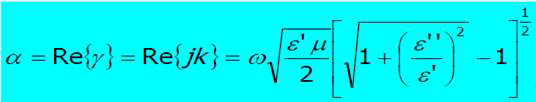 α = Re{γ} = Re{jk} = ω√(ε' μ / 2) [√(1 + (ε'' / ε')²) − 1]^(1/2)